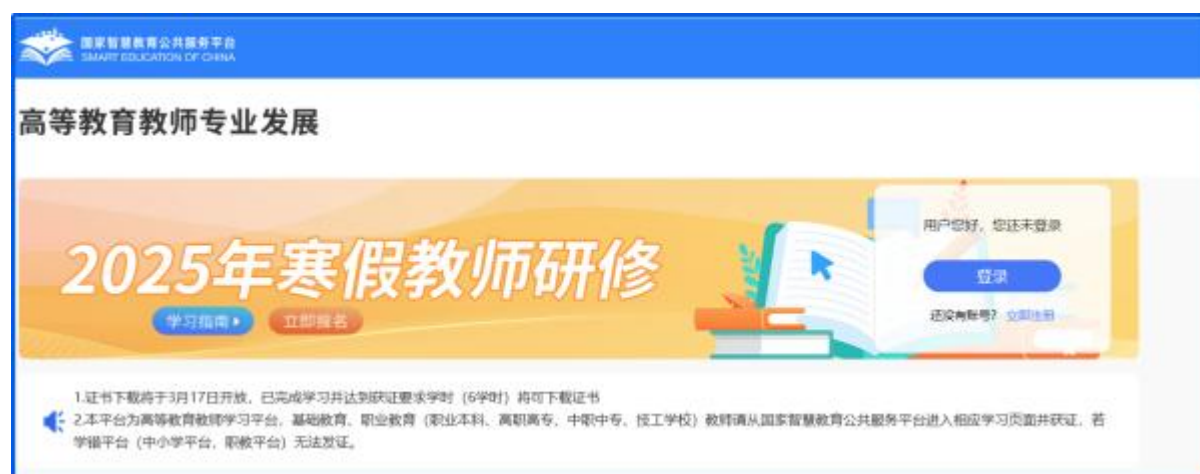 国家智慧教育公共服务平台
SMART EDUCATION OF CHINA
高等教育教师专业发展
2025年寒假教师研修
学习指南
立即报名
用户您好，您还未登录
登录
还没有账号？ 立即注册
1.证书下载将于3月17日开放，已完成学习并达到获证要求学时（6学时）将可下载证书
2.本平台为高等教育教师学习平台，基础教育、职业教育（职业本科、高职高专、中职中专、技工学校）教师请从国家智慧教育公共服务平台进入相应学习页面并获证，若
学错平台（中小学平台、职教平台）无法发证。